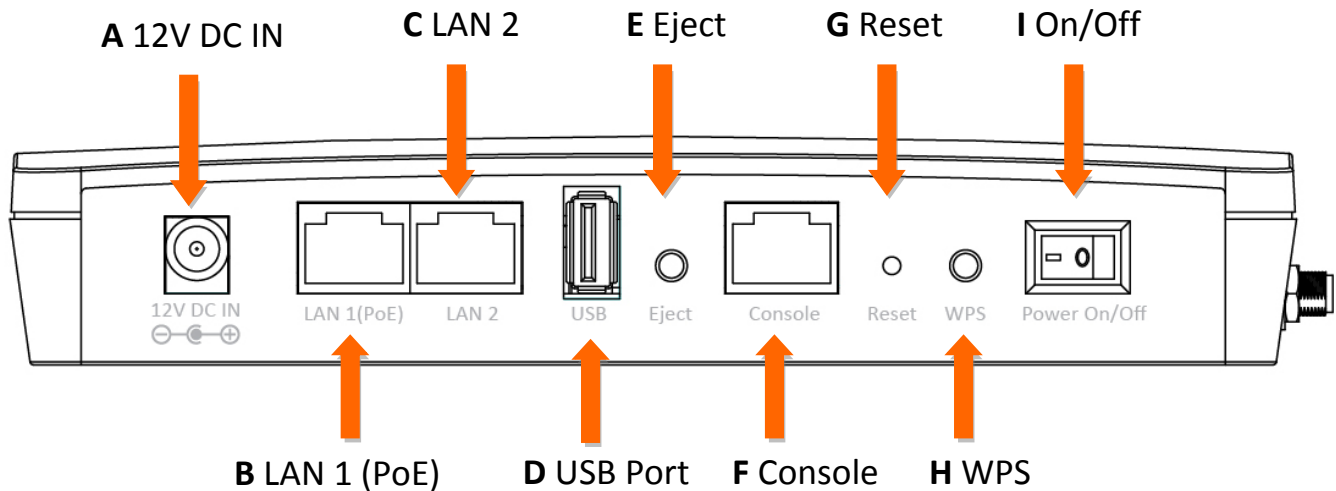 A 12V DC IN
C LAN 2
E Eject
G Reset
I On/Off
12V DC IN
LAN 1(PoE)
LAN 2
USB
Eject
Console
Reset
WPS
Power On/Off
B LAN 1 (PoE)
D USB Port
F Console
H WPS